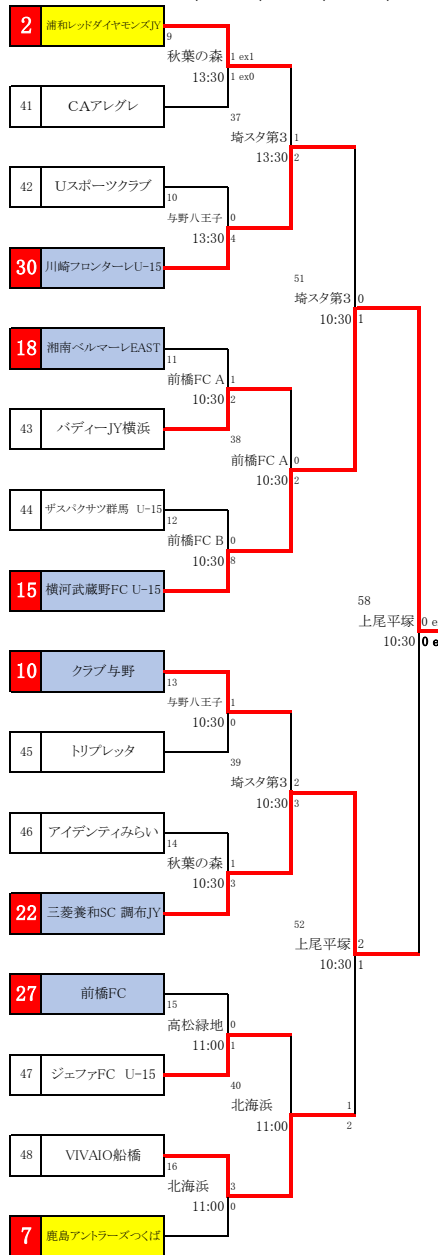 2 浦和レッドダイヤモンズJY
9
秋葉の森 1 ex1
13:30 1 ex0
41 CAアレグレ
37
埼スタ第3 1
13:30 2
42 Uスポーツクラブ
10
与野八王子 0
13:30 4
30 川崎フロンターレU-15
51
埼スタ第3 0
10:30 1
18 湘南ベルマーレEAST
11
前橋FC A 1
10:30 2
43 バディーJY横浜
38
前橋FC A 0
10:30 2
44 ザスパクサツ群馬 U-15
12
前橋FC B 0
10:30 8
15 横河武蔵野FC U-15
58
上尾平塚 0 e
10:30 0 e
10 クラブ与野
13
与野八王子 1
10:30 0
45 トリプレッタ
39
埼スタ第3 2
10:30 3
46 アイデンティみらい
14
秋葉の森 1
10:30 3
22 三菱養和SC 調布JY
52
上尾平塚 2
10:30 1
27 前橋FC
15
高松緑地 0
11:00 1
47 ジェファFC U-15
40
北海浜 1
11:00 2
48 VIVAIO船橋
16
北海浜 3
11:00 0
7 鹿島アントラーズつくば